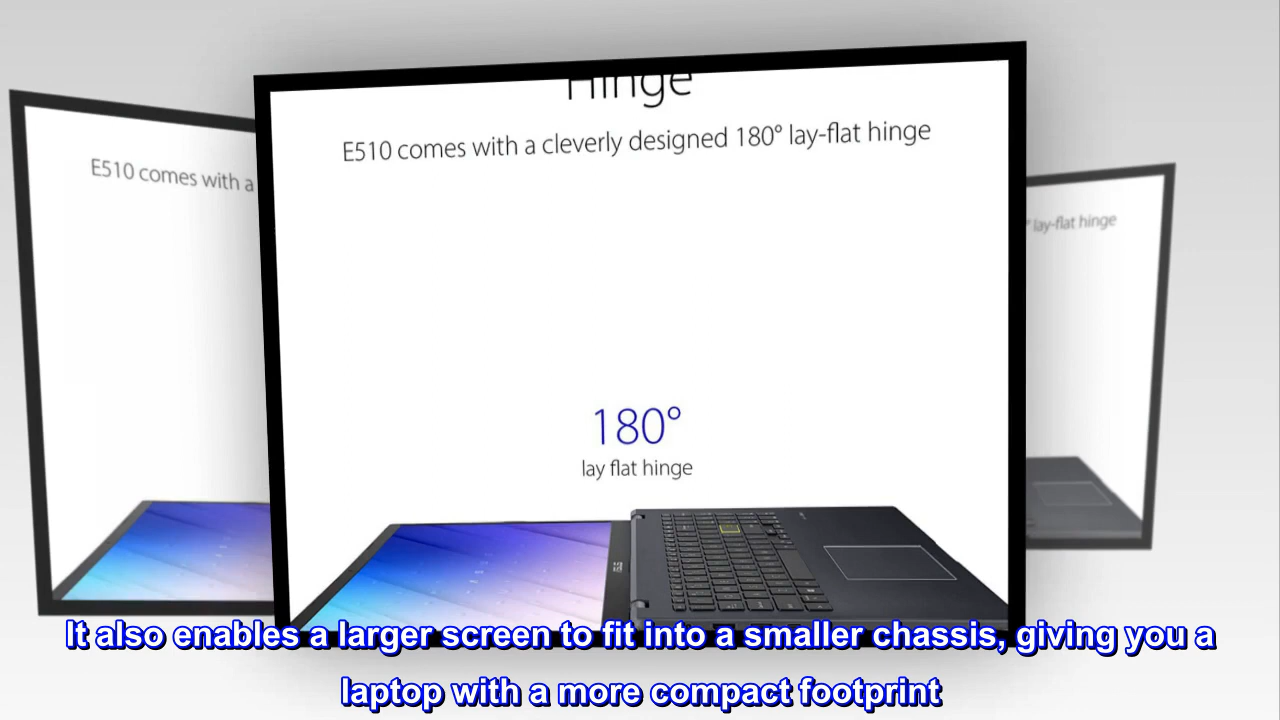 Hinge
E510 comes with a cleverly designed 180° lay-flat hinge
E510 comes with a
° lay-flat hinge
180°
lay flat hinge
It also enables a larger screen to fit into a smaller chassis, giving you a
laptop with a more compact footprint